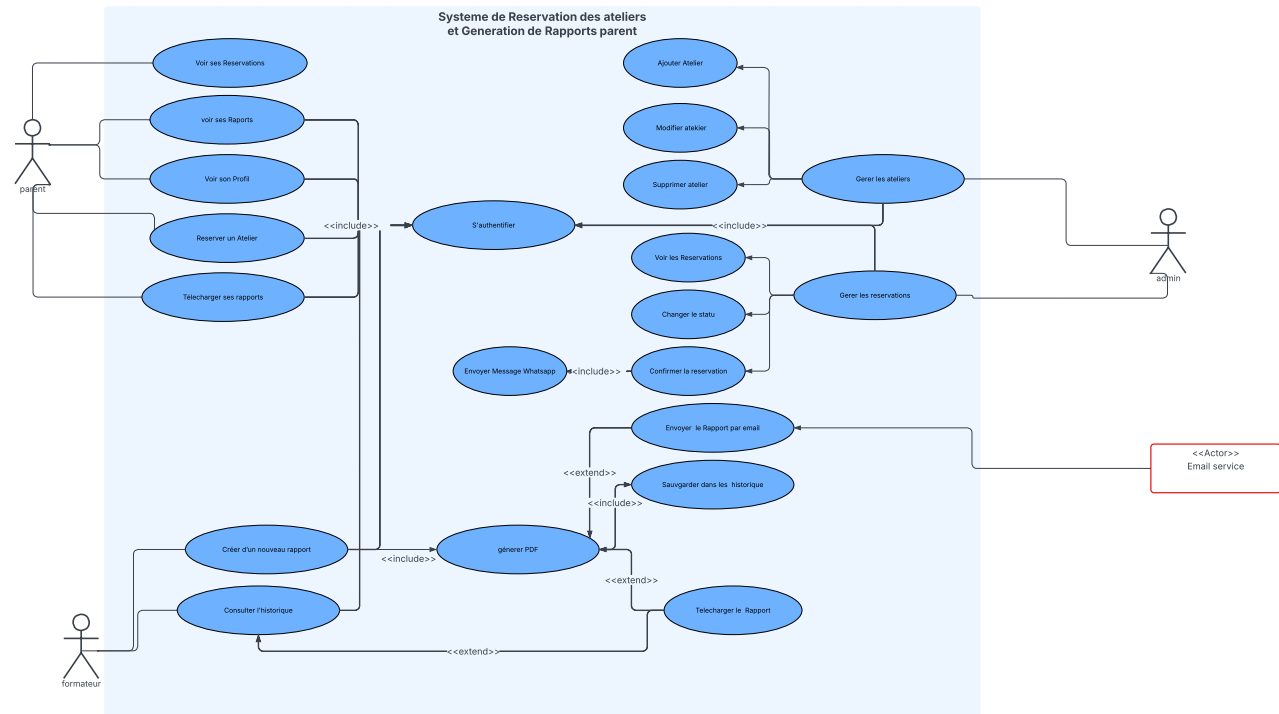 Systeme de Reservation des ateliers
et Generation de Rapports parent
Voir ses Reservations
Ajouter Atelier
voir ses Raports
Modifier atekler
parent
Voir son Profil
Supprimer atelier
Gerer les ateliers
Reserver un Atelier
<<include>>
S'authentifier
<<include>>
Voir les Reservations
admin
Télecharger ses rapports
Gerer les reservations
Changer le statu
Envoyer Message Whatsapp
<include>>
Confirmer la reservation
Envoyer le Rapport par email
<<Actor>>
Email service
<<extend>>
Sauvgarder dans les historique
<<include>>
Créer d'un nouveau rapport
<<include>>
génerer PDF
<<extend>>
Consulter l'historique
Telecharger le Rapport
<<extend>>
formateur